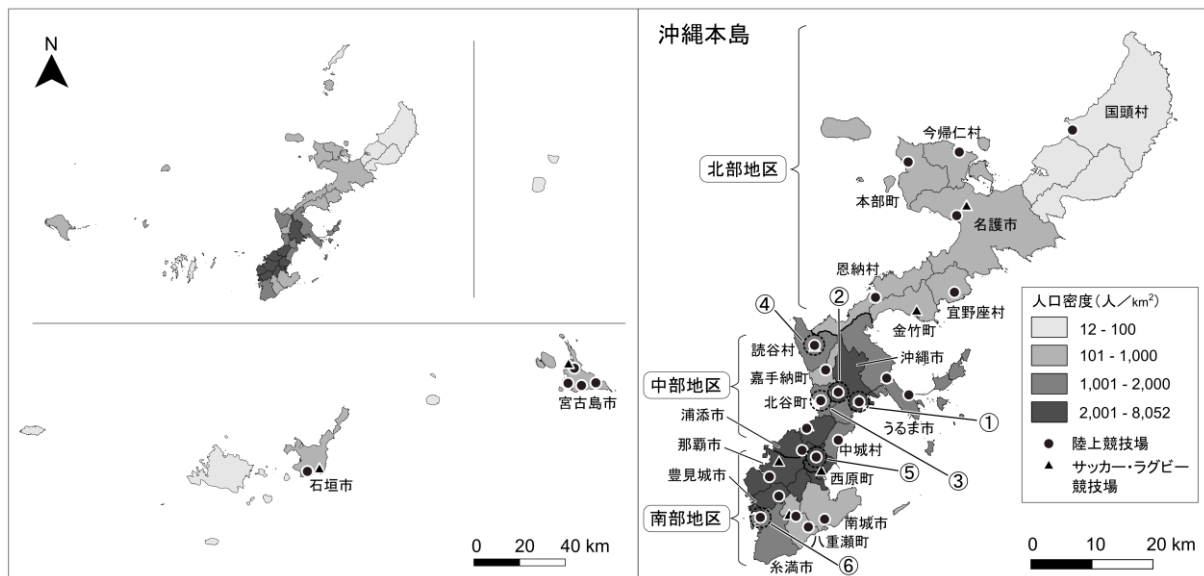 N
0 20 40 km
宮古島市
石垣市
沖縄本島
国頭村
今帰仁村
北部地区
本部町
名護市
恩納村
宜野座村
金竹町
②
④
読谷村
沖縄市
嘉手納町
中部地区
北谷町
①
うるま市
浦添市
中城村
那覇市
⑤
③
西原町
豊見城市
南部地区
南城市
八重瀬町
⑥
糸満市
人口密度(人/km²)
12 - 100
101 - 1,000
1,001 - 2,000
2,001 - 8,052
陸上競技場
サッカー・ラグビー
競技場
0 10 20 km